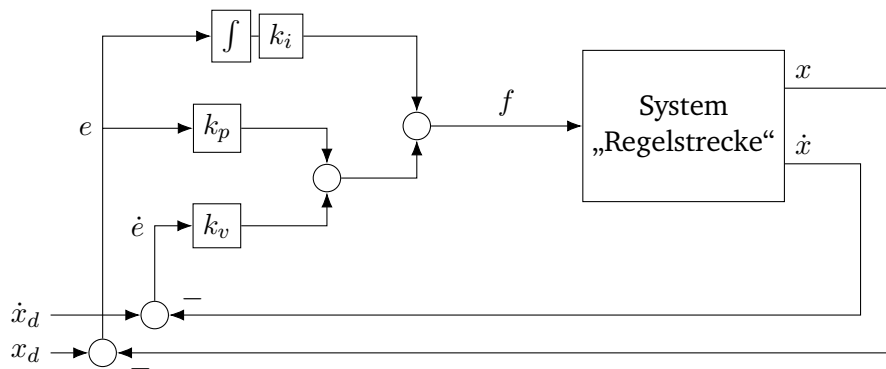 ∫ k_i
x
f
System
„Regelstrecke“
e
k_p
ẋ
ė
k_v
−
ẋ_d
x_d
−